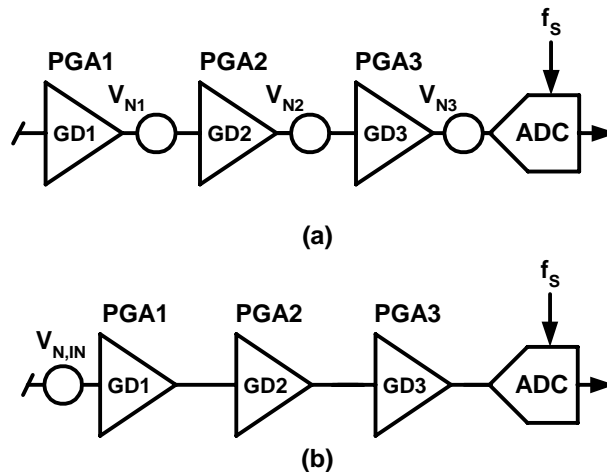 f_S
PGA1 PGA2 PGA3
V_N1 V_N2 V_N3
GD1 GD2 GD3 ADC
(a)
f_S
PGA1 PGA2 PGA3
V_N,IN
GD1 GD2 GD3 ADC
(b)